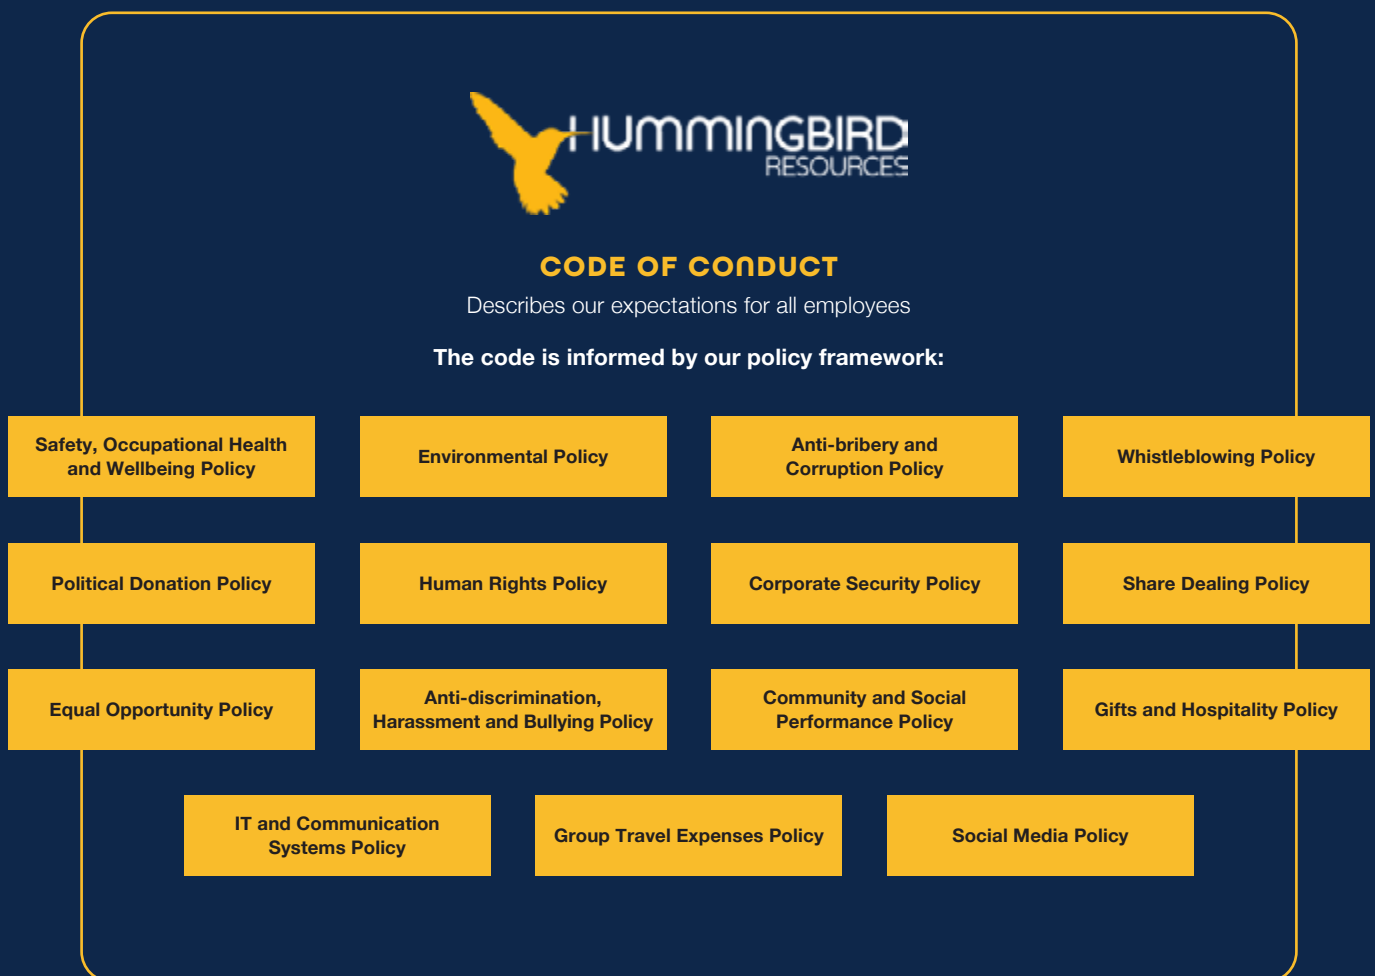 HUMMINGBIRD
RESOURCES
CODE OF CONDUCT
Describes our expectations for all employees
The code is informed by our policy framework:
Safety, Occupational Health
and Wellbeing Policy
Environmental Policy
Anti-bribery and
Corruption Policy
Whistleblowing Policy
Political Donation Policy
Human Rights Policy
Corporate Security Policy
Share Dealing Policy
Equal Opportunity Policy
Anti-discrimination,
Harassment and Bullying Policy
Community and Social
Performance Policy
Gifts and Hospitality Policy
IT and Communication
Systems Policy
Group Travel Expenses Policy
Social Media Policy